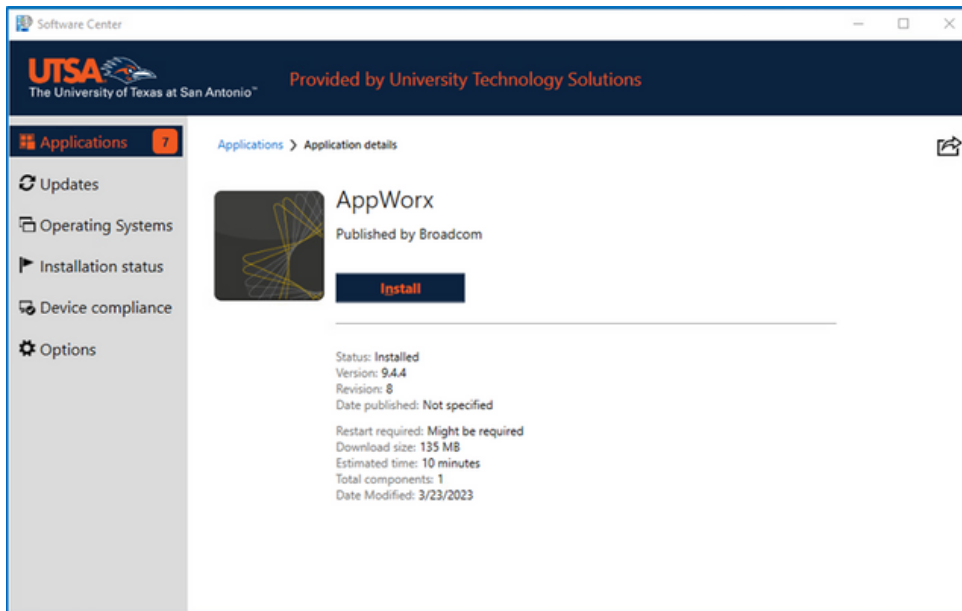 Software Center
UTSA
The University of Texas at San Antonio™
Provided by University Technology Solutions
Applications 7
Updates
Operating Systems
Installation status
Device compliance
Options
Applications ❯ Application details
AppWorx
Published by Broadcom
Install
Status: Installed
Version: 9.4.4
Revision: 8
Date published: Not specified
Restart required: Might be required
Download size: 135 MB
Estimated time: 10 minutes
Total components: 1
Date Modified: 3/23/2023